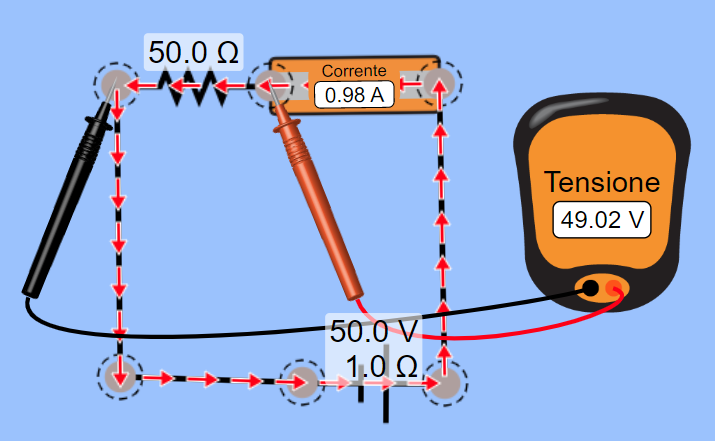 50.0 Ω
Corrente
0.98 A
Tensione
49.02 V
50.0 V
1.0 Ω